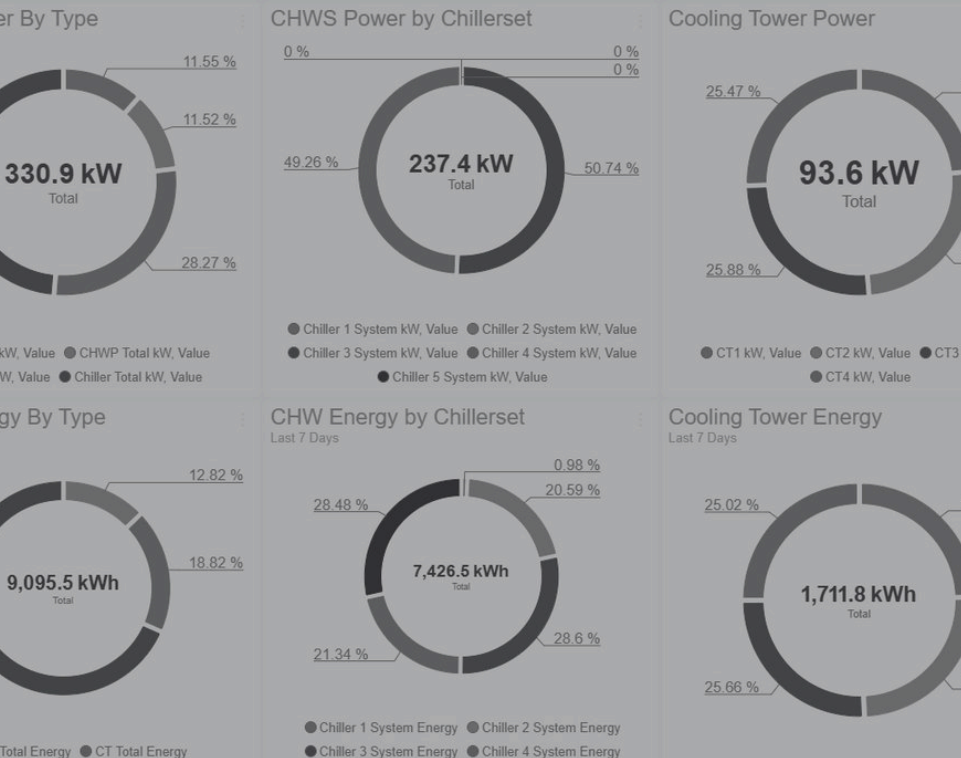 er By Type
11.55 %
11.52 %
330.9 kW
Total
28.27 %
kW, Value CHWP Total kW, Value
W, Value Chiller Total kW, Value
CHWS Power by Chillerset
0 % 0 %
0 %
49.26 % 50.74 %
237.4 kW
Total
Chiller 1 System kW, Value Chiller 2 System kW, Value
Chiller 3 System kW, Value Chiller 4 System kW, Value
Chiller 5 System kW, Value
Cooling Tower Power
25.47 %
93.6 kW
Total
25.88 %
CT1 kW, Value CT2 kW, Value CT3
CT4 kW, Value
gy By Type
12.82 %
18.82 %
9,095.5 kWh
Total
Total Energy CT Total Energy
CHW Energy by Chillerset
Last 7 Days
0.98 %
28.48 % 20.59 %
7,426.5 kWh
Total
21.34 % 28.6 %
Chiller 1 System Energy Chiller 2 System Energy
Chiller 3 System Energy Chiller 4 System Energy
Cooling Tower Energy
Last 7 Days
25.02 %
1,711.8 kWh
Total
25.66 %